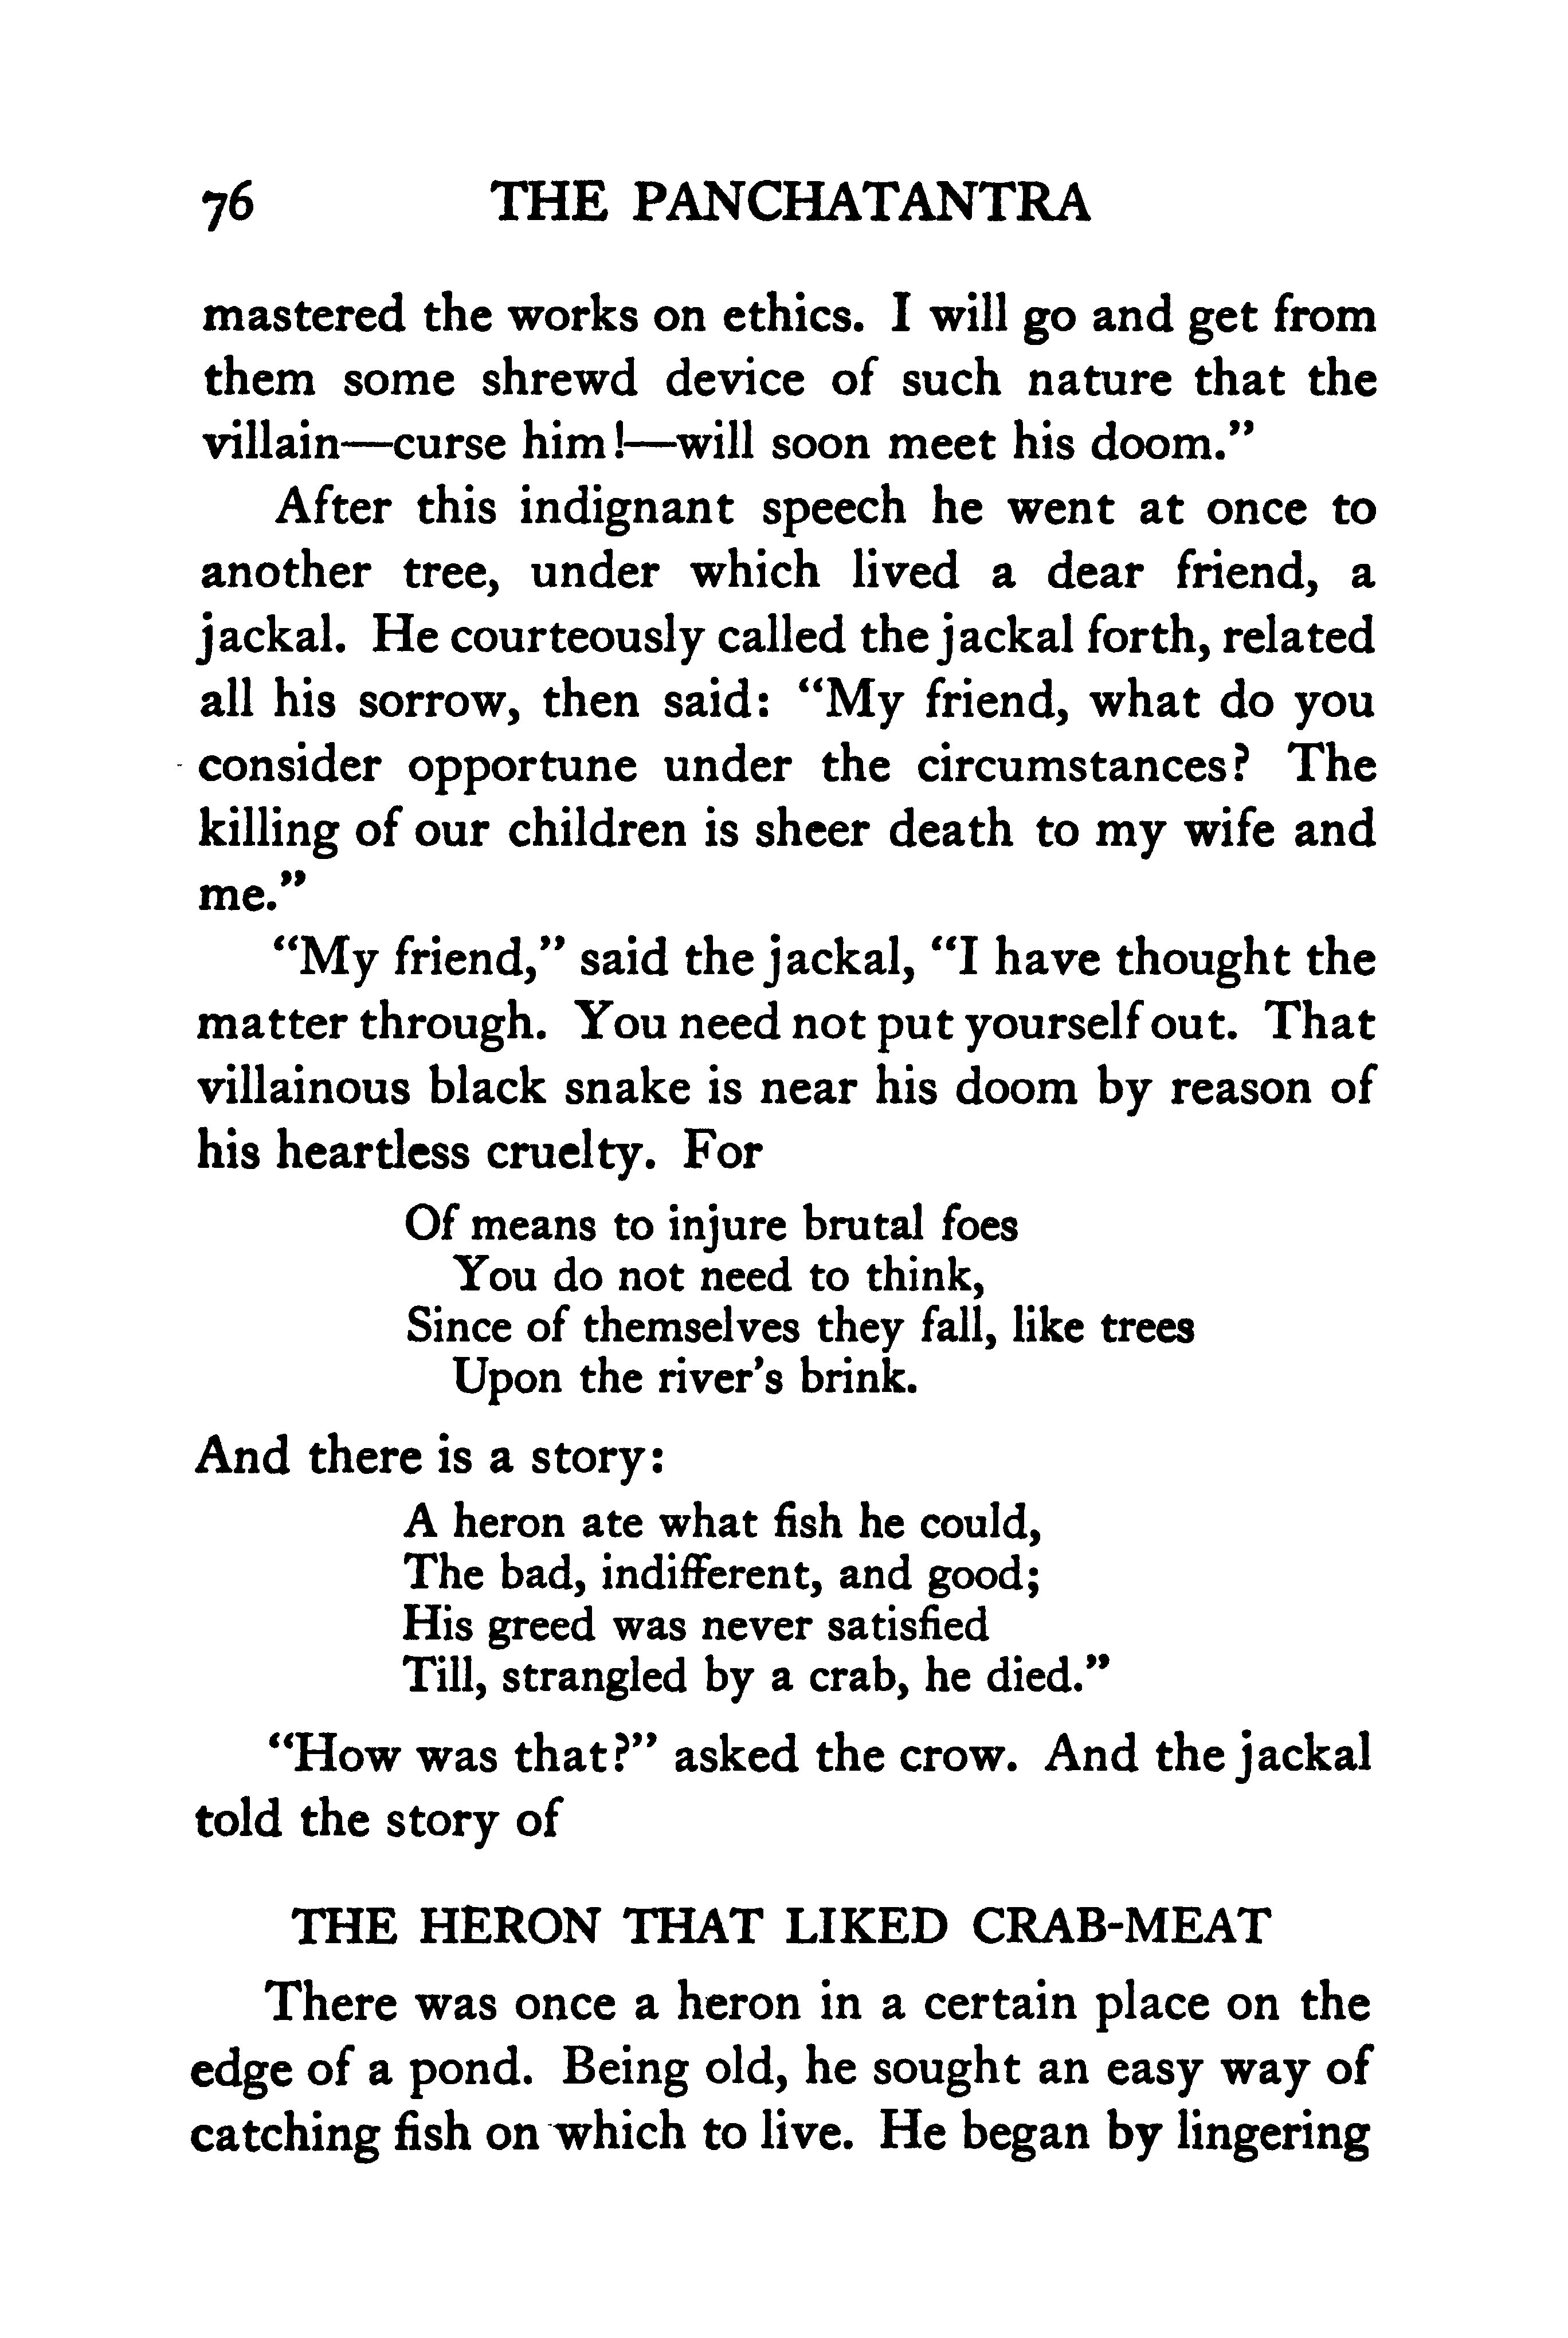 76 THE PANCHATANTRA
mastered the works on ethics. I will go and get from
them some shrewd device of such nature that the
villain—curse him!—will soon meet his doom.”
After this indignant speech he went at once to
another tree, under which lived a dear friend, a
jackal. He courteously called the jackal forth, related
all his sorrow, then said: “My friend, what do you
consider opportune under the circumstances? The
killing of our children is sheer death to my wife and
me.”
“My friend,” said the jackal, “I have thought the
matter through. You need not put yourself out. That
villainous black snake is near his doom by reason of
his heartless cruelty. For
Of means to injure brutal foes
You do not need to think,
Since of themselves they fall, like trees
Upon the river’s brink.
And there is a story:
A heron ate what fish he could,
The bad, indifferent, and good;
His greed was never satisfied
Till, strangled by a crab, he died.”
“How was that?” asked the crow. And the jackal
told the story of
THE HERON THAT LIKED CRAB-MEAT
There was once a heron in a certain place on the
edge of a pond. Being old, he sought an easy way of
catching fish on which to live. He began by lingering